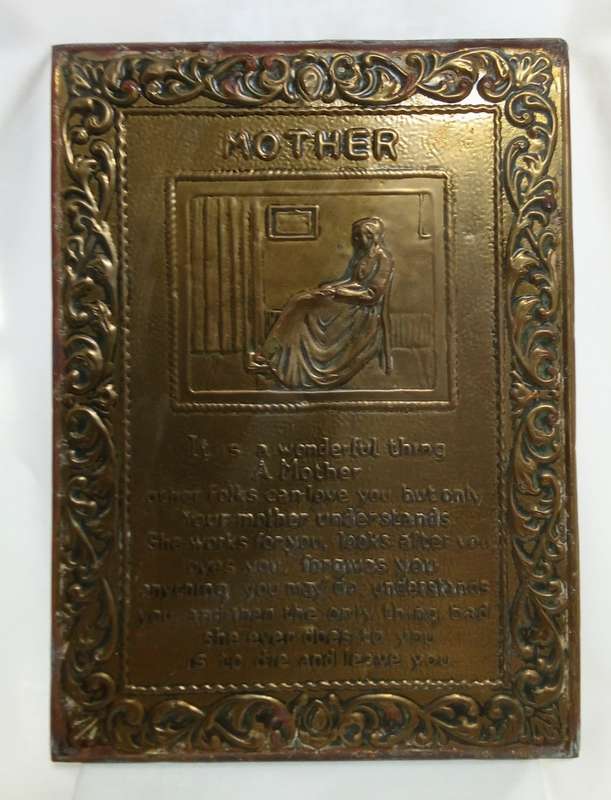 MOTHER
It is a wonderful thing
A Mother
other folks can love you but only
Your mother understands
She works for you, looks after you
loves you, forgives you
anything you may do understands
you and then the only thing bad
she ever does to you
is to die and leave you